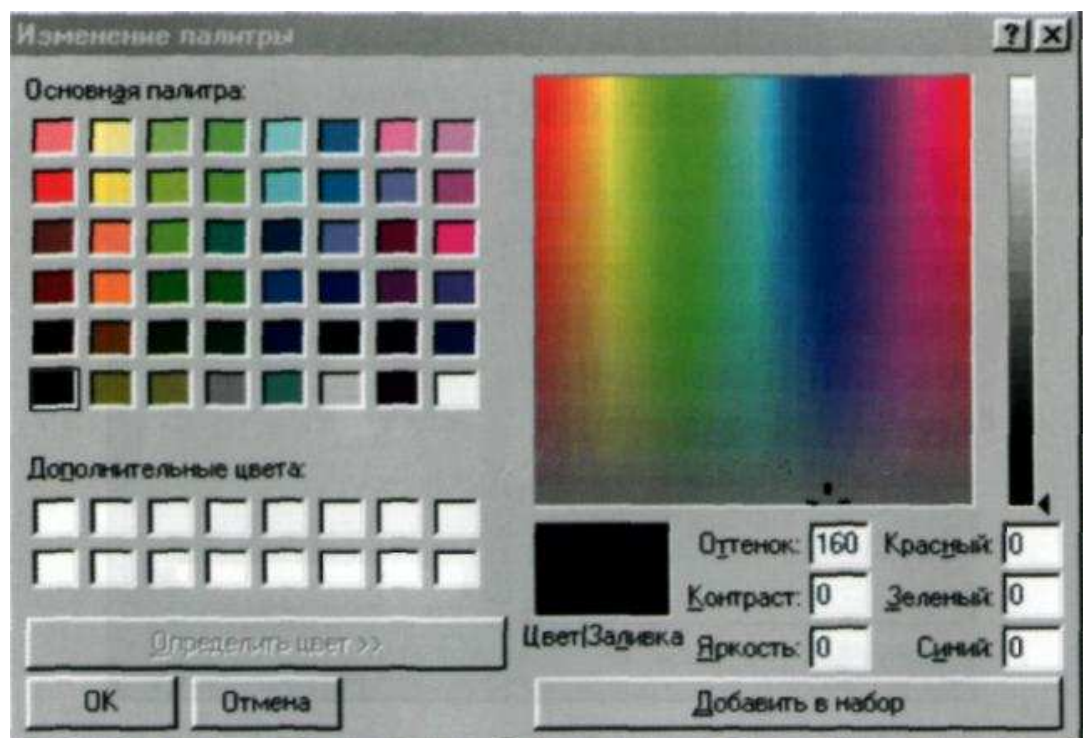 Изменение палитры
Основная палитра:
Дополнительные цвета:
Определить цвет >>
ОК
Отмена
Цвет|Заливка
Оттенок: 160
Контраст: 0
Яркость: 0
Красный: 0
Зеленый: 0
Синий: 0
Добавить в набор